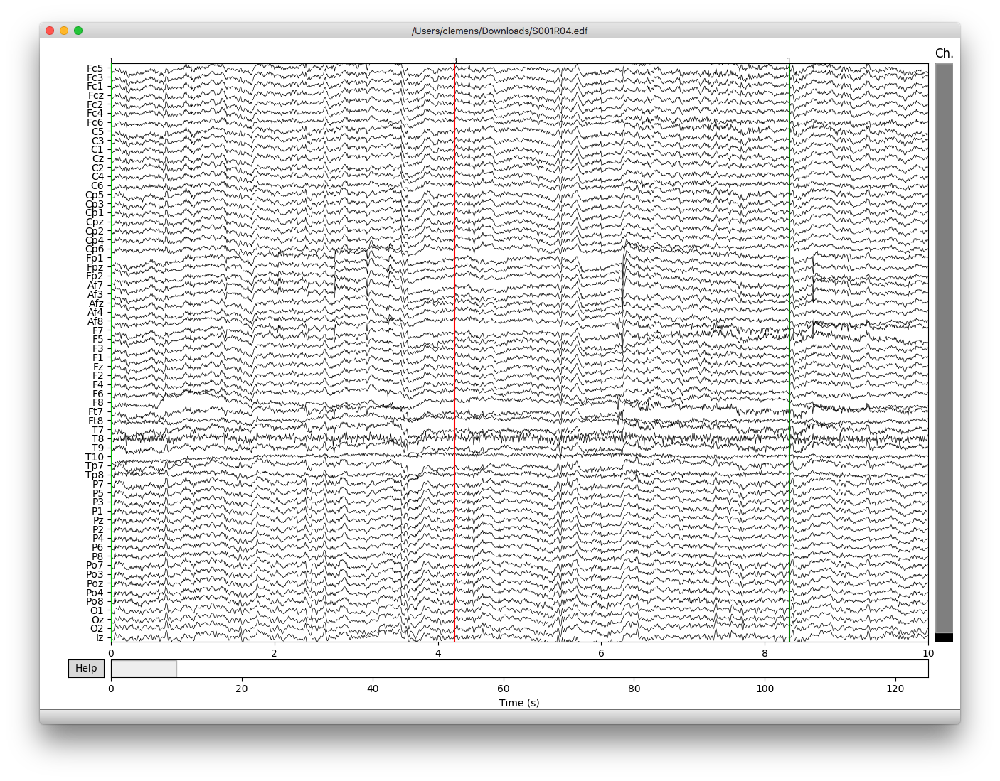 /Users/clemens/Downloads/S001R04.edf
Ch.
1 3 1
Fc5
Fc3
Fc1
Fcz
Fc2
Fc4
Fc6
C5
C3
C1
Cz
C2
C4
C6
Cp5
Cp3
Cp1
Cpz
Cp2
Cp4
Cp6
Fp1
Fpz
Fp2
Af7
Af3
Afz
Af4
Af8
F7
F5
F3
F1
Fz
F2
F4
F6
F8
Ft7
Ft8
T7
T8
T9
T10
Tp7
Tp8
P7
P5
P3
P1
Pz
P2
P4
P6
P8
Po7
Po3
Poz
Po4
Po8
O1
Oz
O2
Iz
0 2 4 6 8 10
Help
0 20 40 60 80 100 120
Time (s)